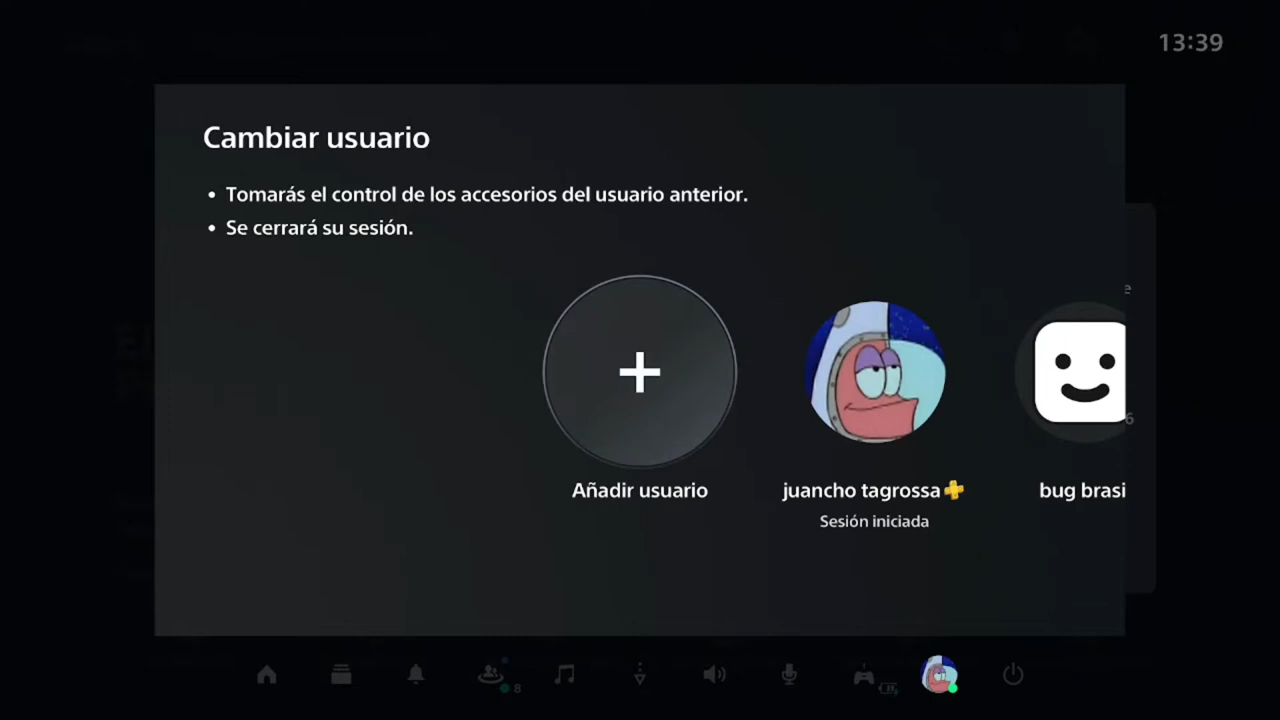 13:39
Cambiar usuario
• Tomarás el control de los accesorios del usuario anterior.
• Se cerrará su sesión.
Añadir usuario
juancho tagrossa
bug brasi
Sesión iniciada
8